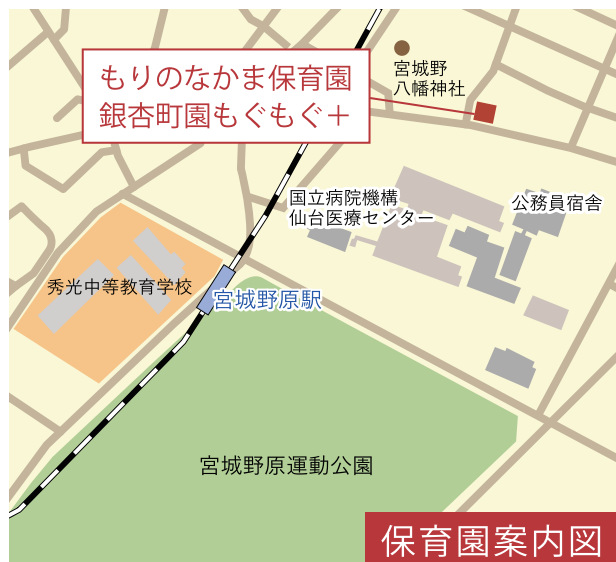 もりのなかま保育園
銀杏町園もぐもぐ＋
宮城野
八幡神社
国立病院機構
仙台医療センター
公務員宿舎
秀光中等教育学校
宮城野原駅
宮城野原運動公園
保育園案内図